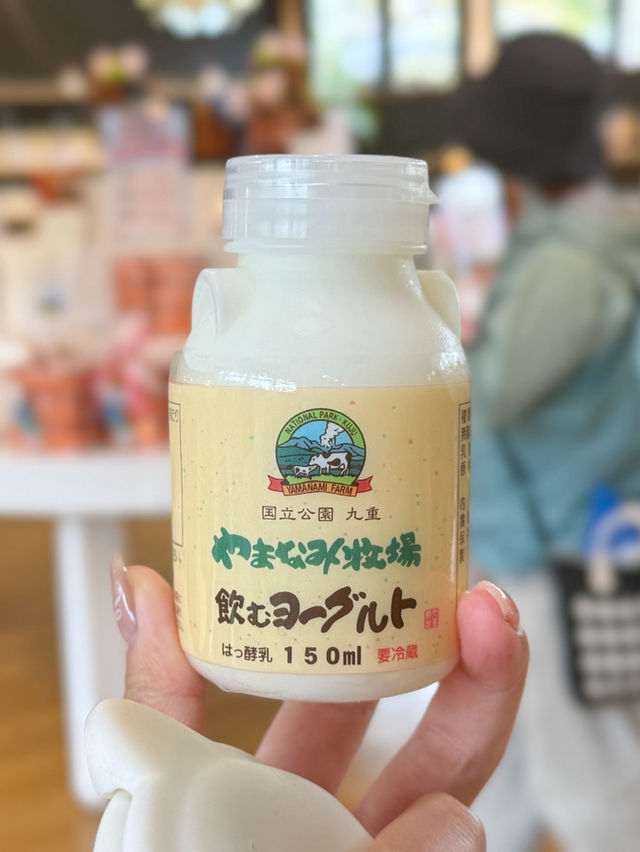 NATIONAL PARK・KUJU
YAMANAMI FARM
国立公園 九重
やまなみ牧場
飲むヨーグルト
はっ酵乳 150ml 要冷蔵